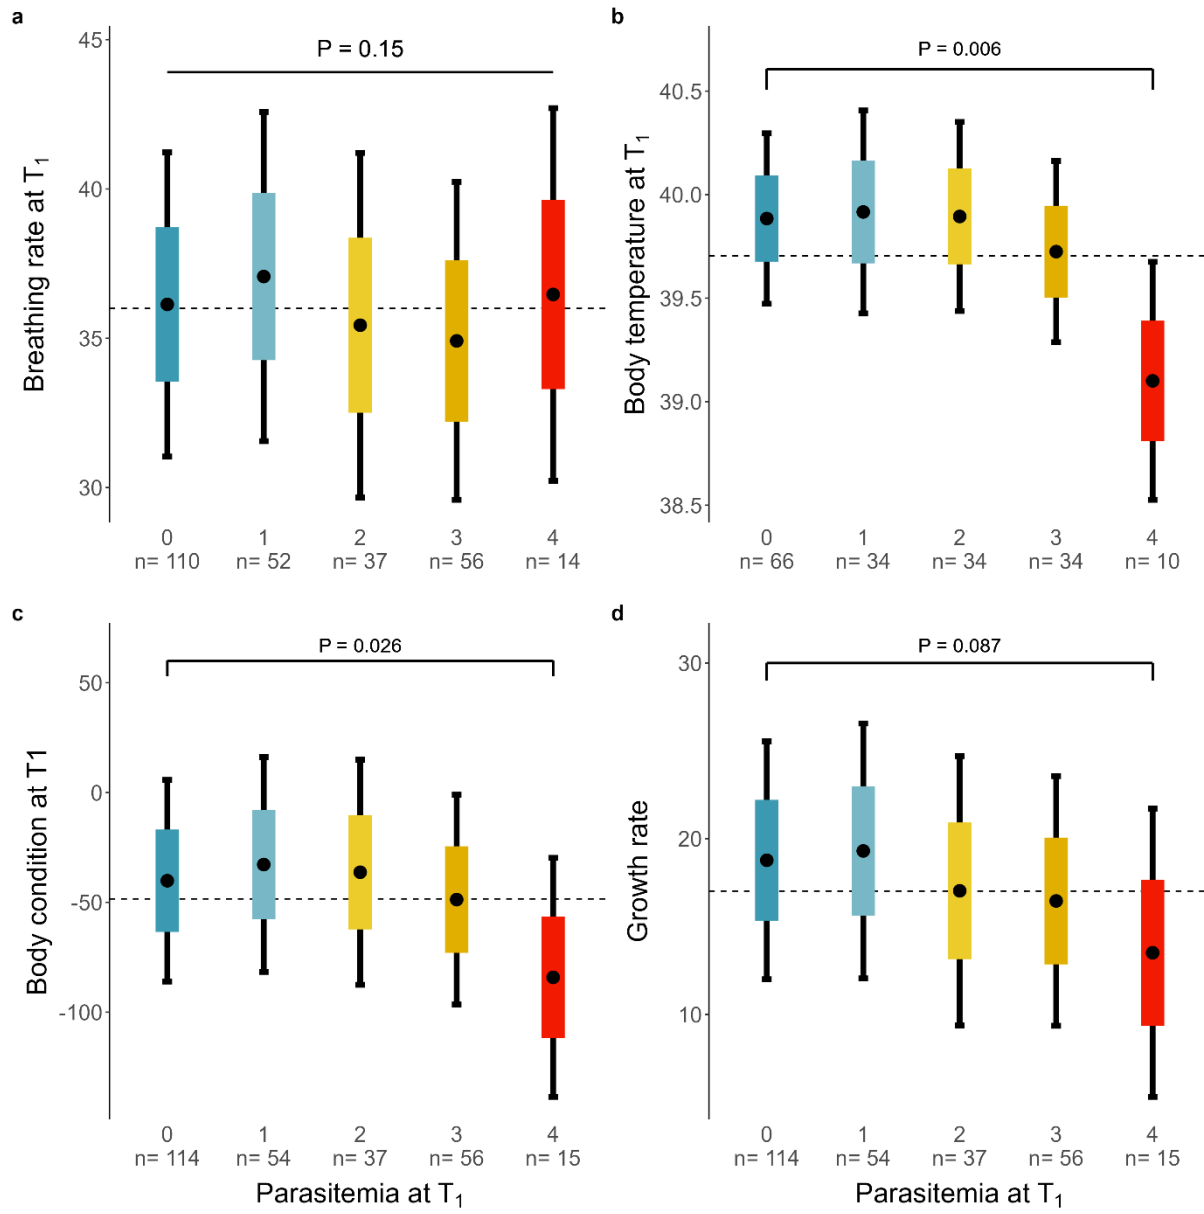 a
P = 0.15
45
40
35
30
Breathing rate at T₁
0 1 2 3 4
n= 110 n= 52 n= 37 n= 56 n= 14
b
P = 0.006
40.5
40.0
39.5
39.0
38.5
Body temperature at T₁
0 1 2 3 4
n= 66 n= 34 n= 34 n= 34 n= 10
c
P = 0.026
50
0
-50
-100
Body condition at T1
0 1 2 3 4
n= 114 n= 54 n= 37 n= 56 n= 15
Parasitemia at T₁
d
P = 0.087
30
20
10
Growth rate
0 1 2 3 4
n= 114 n= 54 n= 37 n= 56 n= 15
Parasitemia at T₁